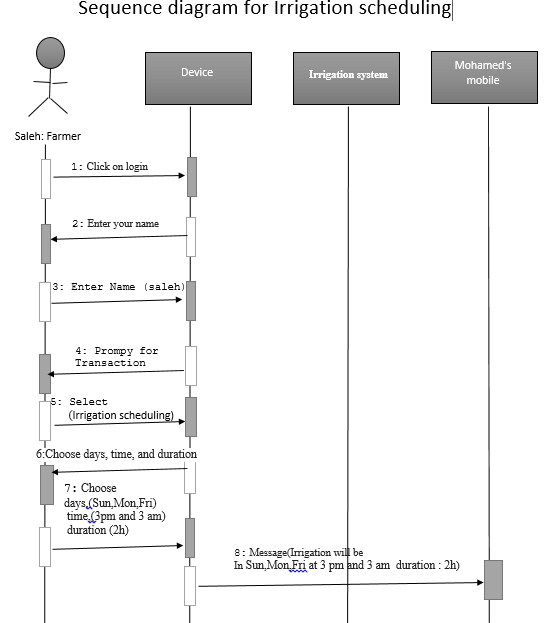 Sequence diagram for Irrigation scheduling
Device
Irrigation system
Mohamed's
mobile
Saleh: Farmer
1: Click on login
2: Enter your name
3: Enter Name (saleh)
4: Prompy for
Transaction
5: Select
(Irrigation scheduling)
6:Choose days, time, and duration
7: Choose
days,(Sun,Mon,Fri)
time,(3pm and 3 am)
duration (2h)
8: Message(Irrigation will be
In Sun,Mon,Fri at 3 pm and 3 am duration : 2h)